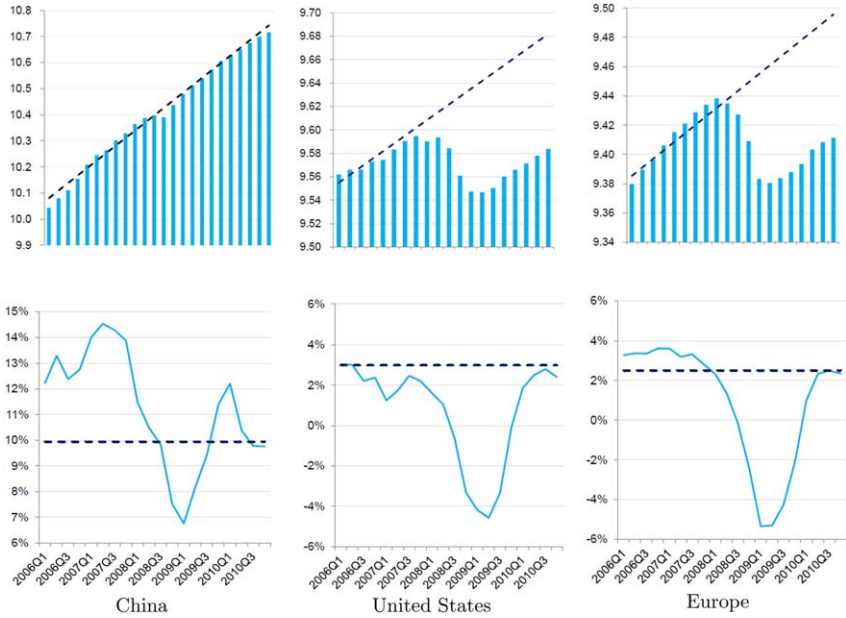 10.8
10.7
10.6
10.5
10.4
10.3
10.2
10.1
10.0
9.9
9.70
9.68
9.66
9.64
9.62
9.60
9.58
9.56
9.54
9.52
9.50
9.50
9.48
9.46
9.44
9.42
9.40
9.38
9.36
9.34
15%
14%
13%
12%
11%
10%
9%
8%
7%
6%
2006Q1
2006Q3
2007Q1
2007Q3
2008Q1
2008Q3
2009Q1
2009Q3
2010Q1
2010Q3
China
6%
4%
2%
0%
-2%
-4%
-6%
2006Q1
2006Q3
2007Q1
2007Q3
2008Q1
2008Q3
2009Q1
2009Q3
2010Q1
2010Q3
United States
6%
4%
2%
0%
-2%
-4%
-6%
2006Q1
2006Q3
2007Q1
2007Q3
2008Q1
2008Q3
2009Q1
2009Q3
2010Q1
2010Q3
Europe